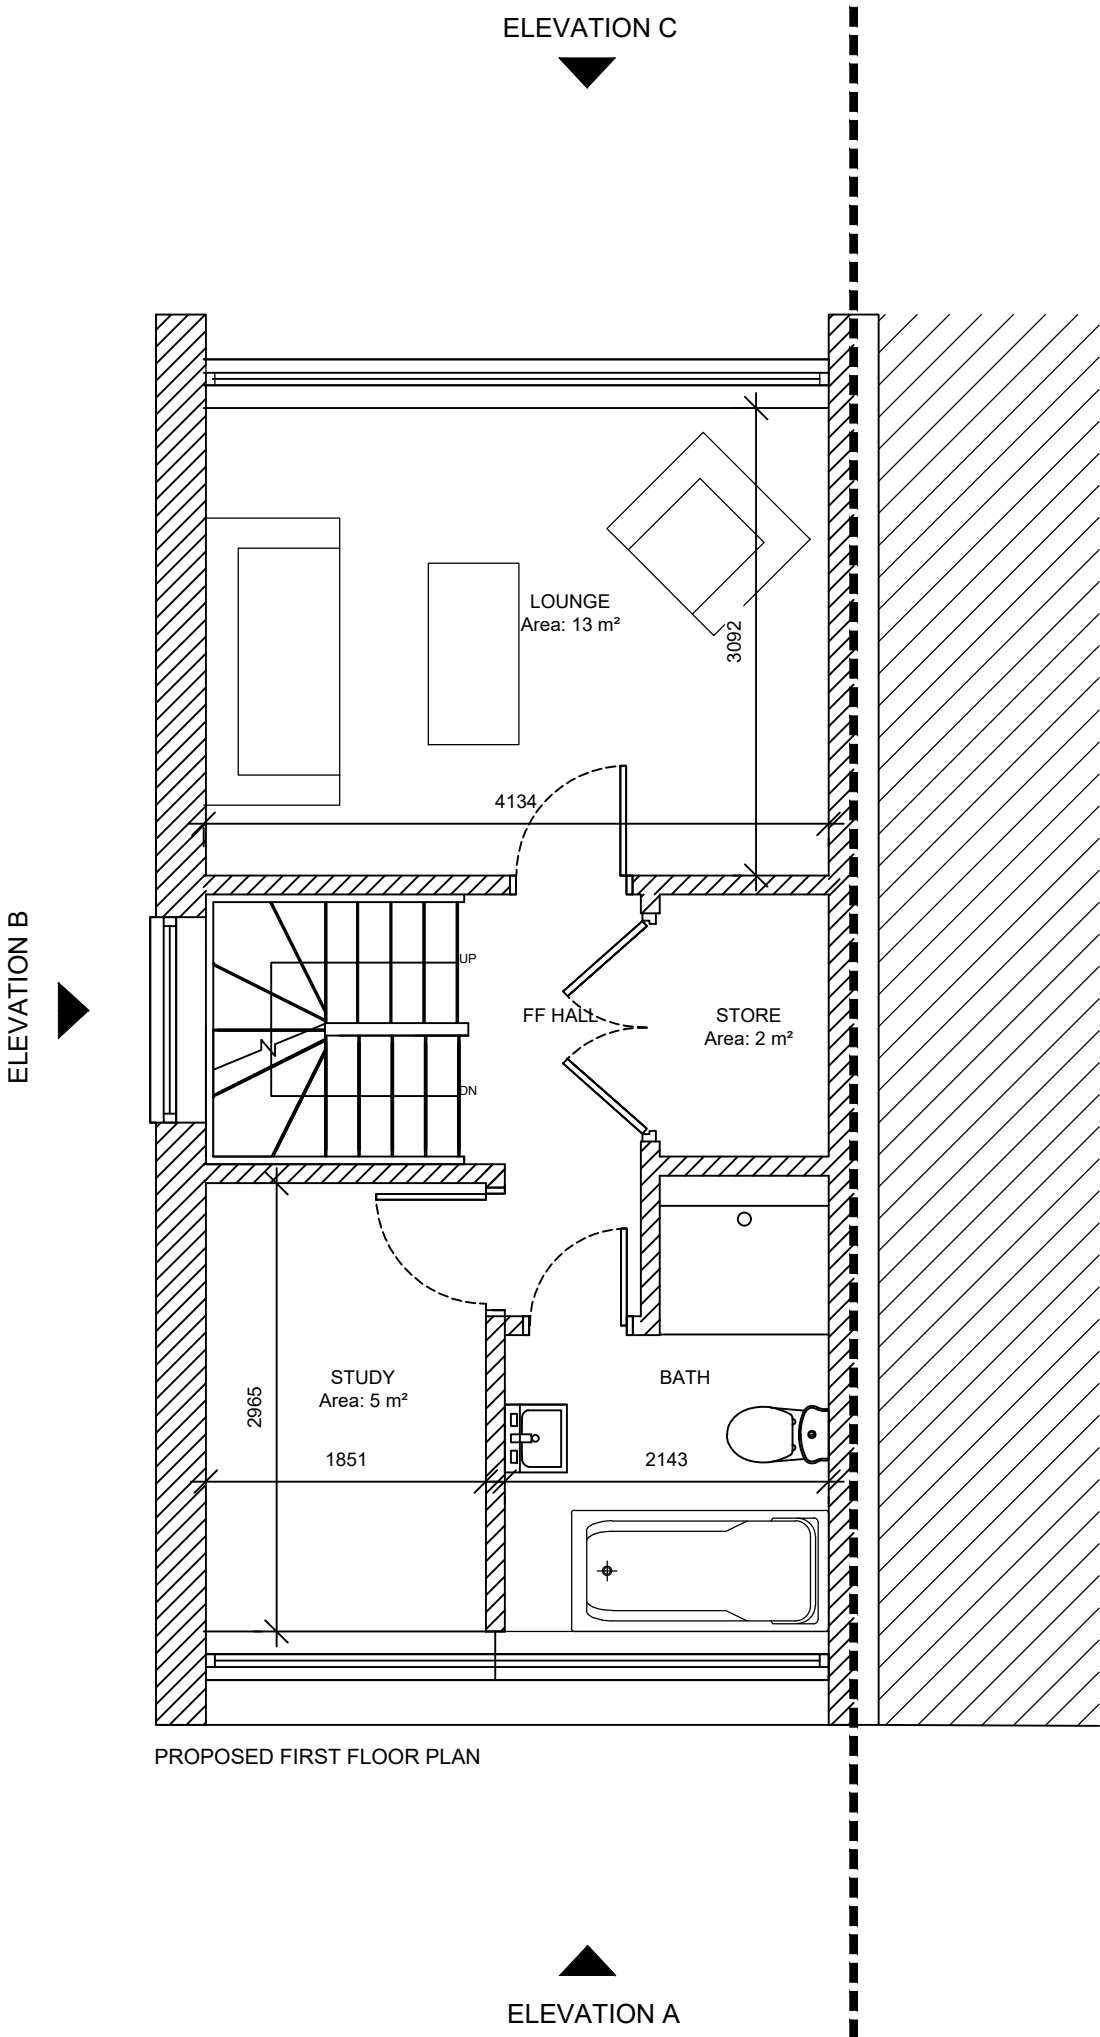 ELEVATION C
LOUNGE
Area: 13 m²
3092
4134
ELEVATION B
UP
FF HALL
STORE
Area: 2 m²
DN
STUDY
Area: 5 m²
BATH
2965
1851
2143
PROPOSED FIRST FLOOR PLAN
ELEVATION A